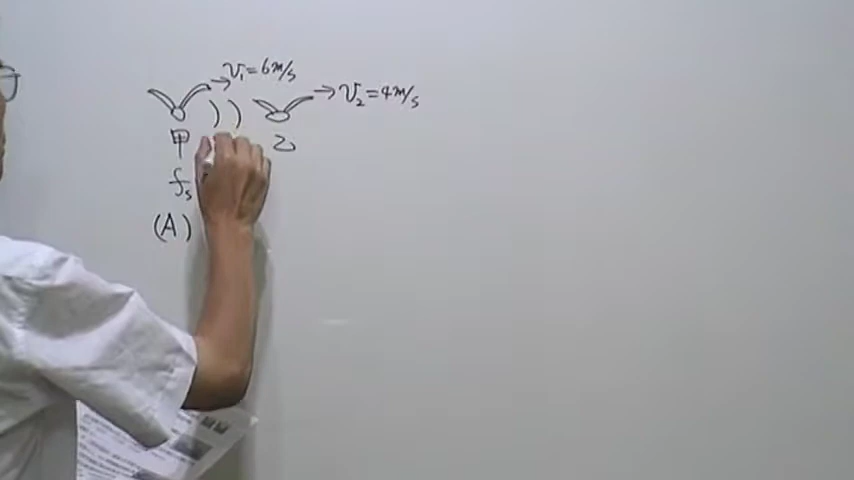 V₁=6m/s
→V₂=4m/s
甲 )) 乙
fs
(A)